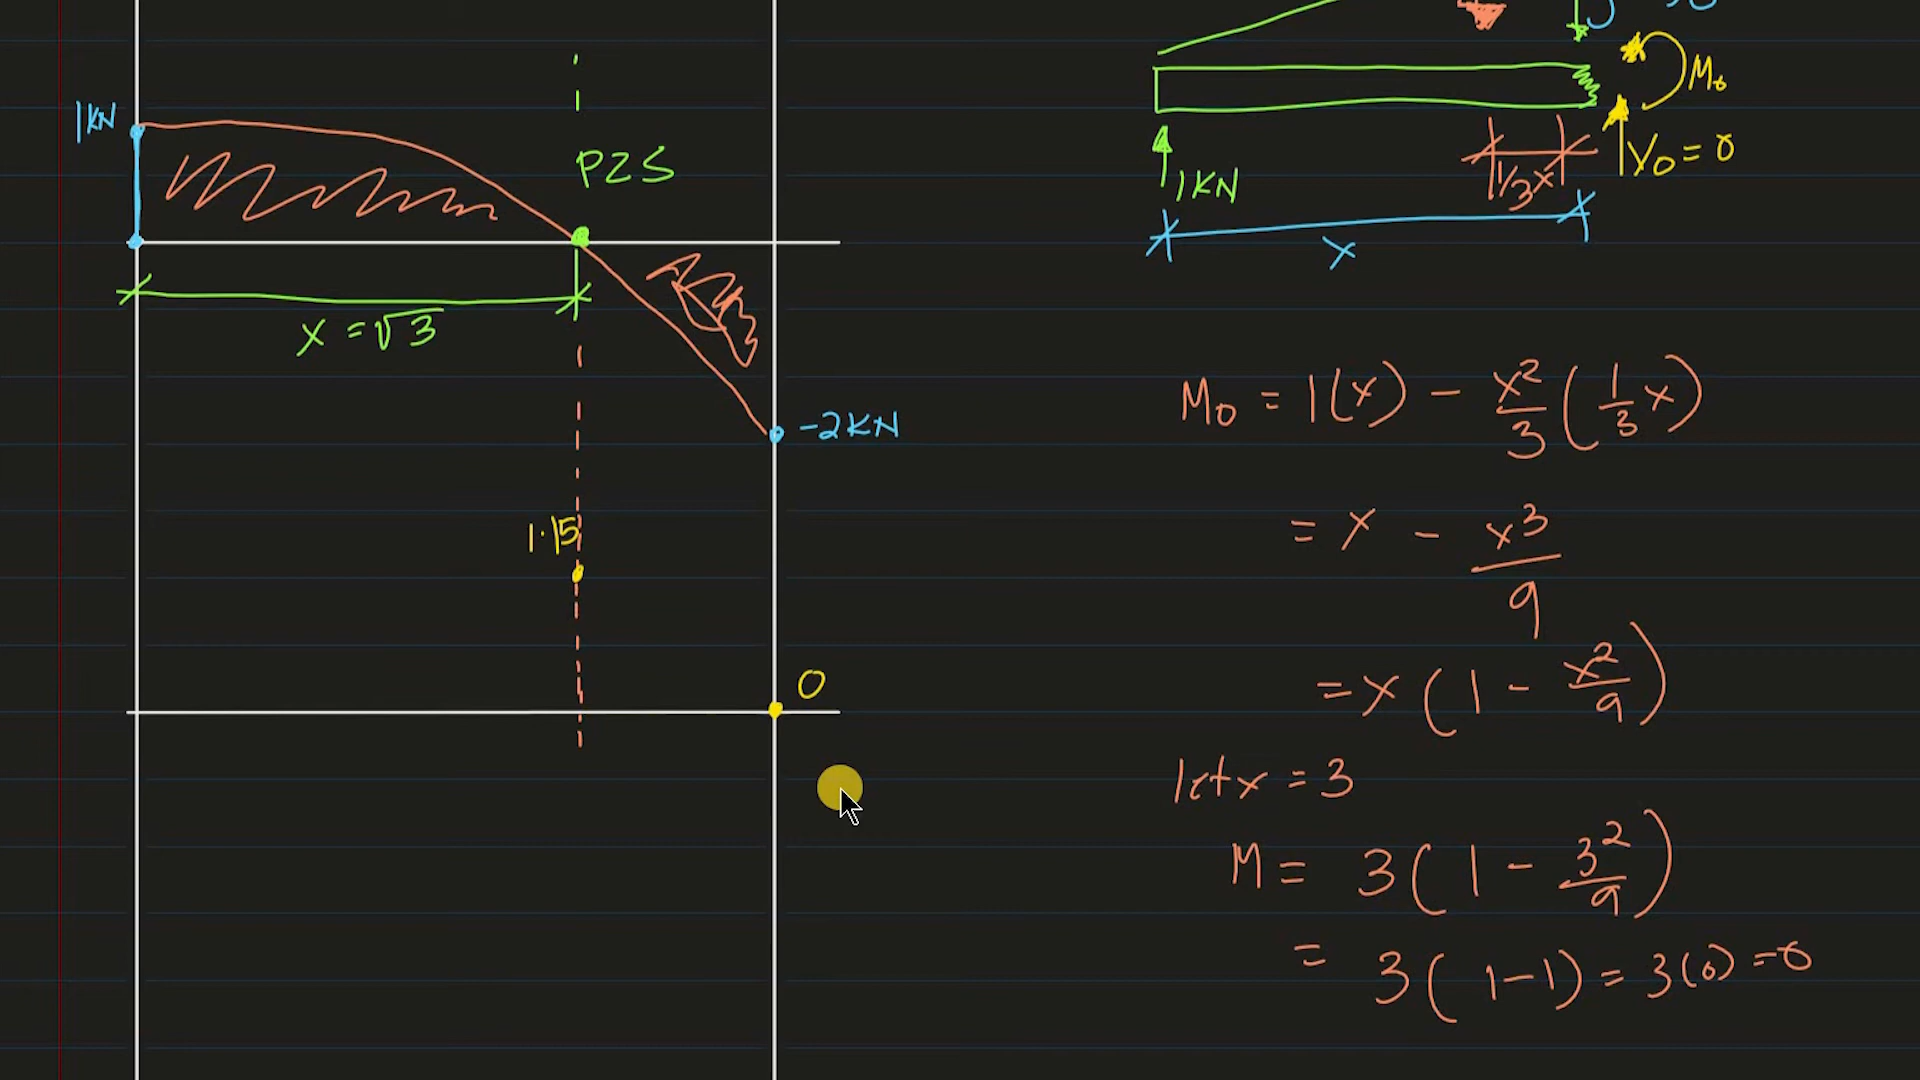 1KN
PZS
x = √3
-2KN
1.15
0
M₀
V₀ = 0
1KN
1/3x
x
M₀ = 1(x) - x²/3 (1/3 x)
= x - x³/9
= x (1 - x²/9)
let x = 3
M = 3 (1 - 3²/9)
= 3 (1-1) = 3(0) = 0